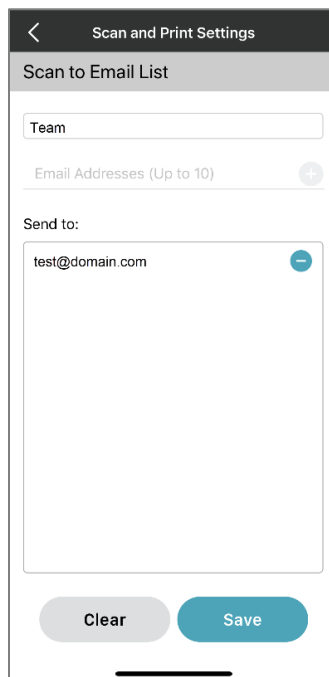 Scan and Print Settings
Scan to Email List
Team
Email Addresses (Up to 10)
Send to:
test@domain.com
Clear
Save